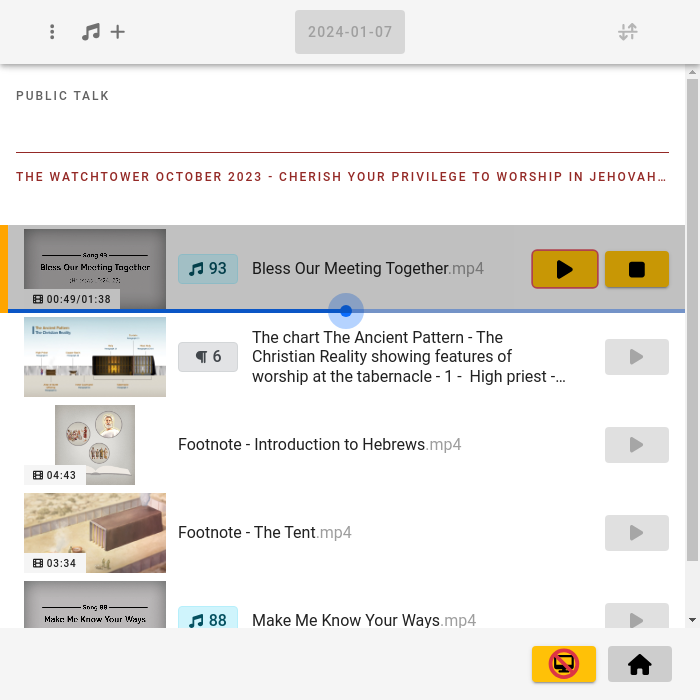 2024-01-07
PUBLIC TALK
THE WATCHTOWER OCTOBER 2023 - CHERISH YOUR PRIVILEGE TO WORSHIP IN JEHOVAH…
Song 93
Bless Our Meeting Together
00:49/01:38
93
Bless Our Meeting Together.mp4
The Ancient Pattern
The Christian Reality
¶ 6
The chart The Ancient Pattern - The
Christian Reality showing features of
worship at the tabernacle - 1 - High priest -…
04:43
Footnote - Introduction to Hebrews.mp4
03:34
Footnote - The Tent.mp4
Song 88
Make Me Know Your Ways
88
Make Me Know Your Ways.mp4